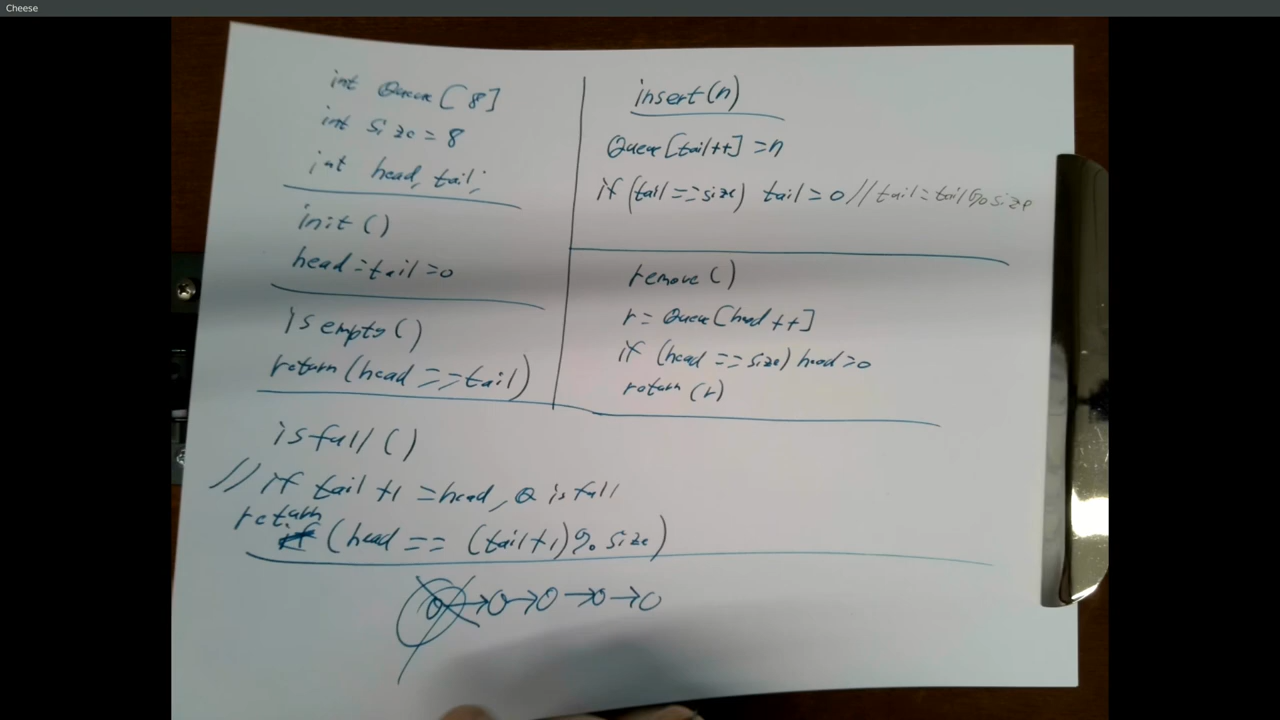 Cheese
int Queue[8]
int size = 8
int head, tail;
init()
head=tail=0
isempty()
return(head==tail)
insert(n)
Queue[tail++] =n
if (tail==size) tail=0 //tail=tail%size
remove()
r= Queue[head++]
if (head==size) head=0
return (r)
isfull()
// if tail+1 =head, Q is full
return
if (head == (tail+1)% size)